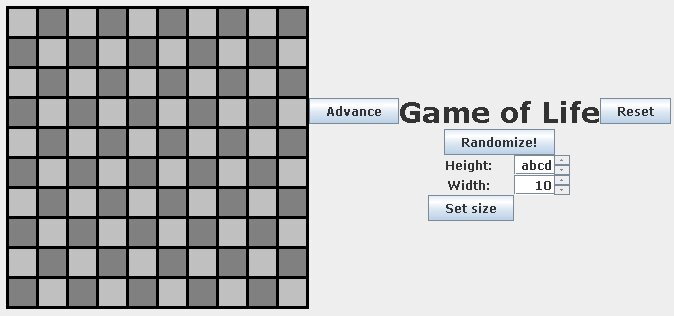 Advance Game of Life Reset
Randomize!
Height: abcd
Width: 10
Set size